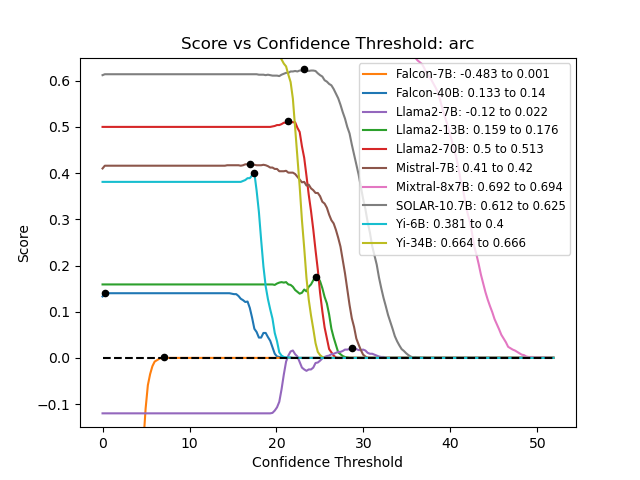 Score vs Confidence Threshold: arc
Score
0.6
0.5
0.4
0.3
0.2
0.1
0.0
−0.1
Falcon-7B: -0.483 to 0.001
Falcon-40B: 0.133 to 0.14
Llama2-7B: -0.12 to 0.022
Llama2-13B: 0.159 to 0.176
Llama2-70B: 0.5 to 0.513
Mistral-7B: 0.41 to 0.42
Mixtral-8x7B: 0.692 to 0.694
SOLAR-10.7B: 0.612 to 0.625
Yi-6B: 0.381 to 0.4
Yi-34B: 0.664 to 0.666
0 10 20 30 40 50
Confidence Threshold